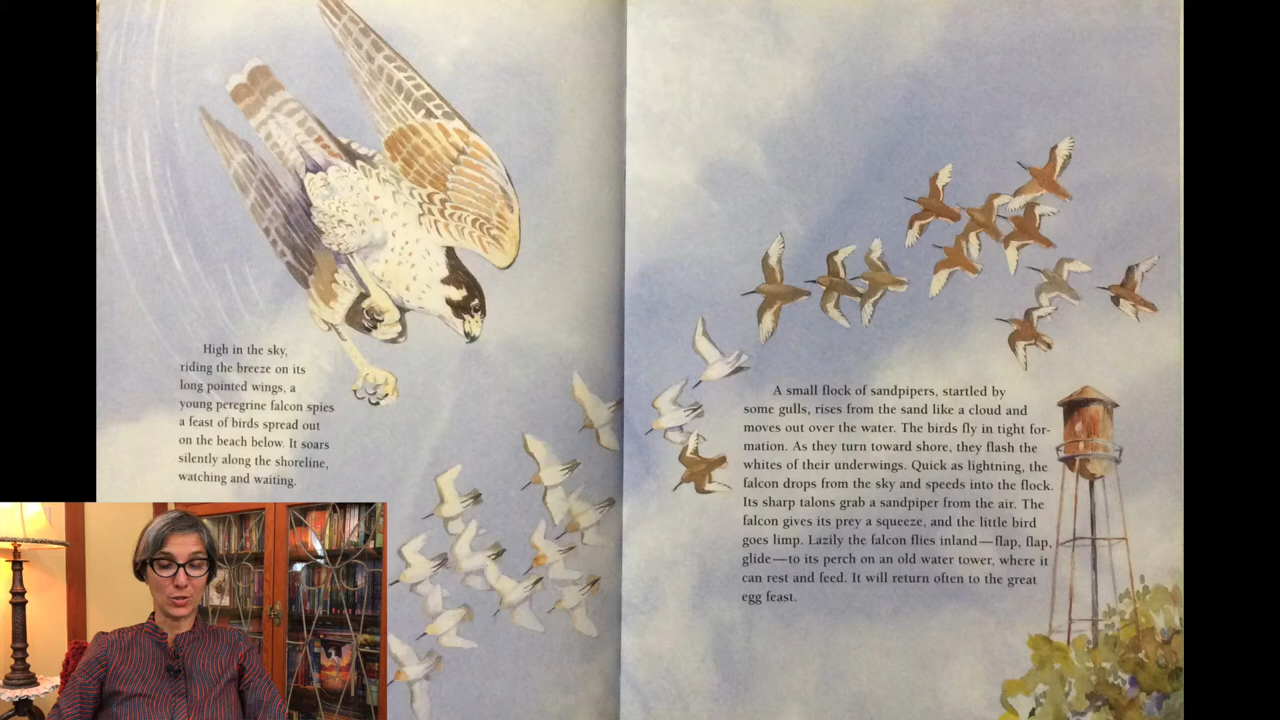 High in the sky,
riding the breeze on its
long pointed wings, a
young peregrine falcon spies
a feast of birds spread out
on the beach below. It soars
silently along the shoreline,
watching and waiting.
A small flock of sandpipers, startled by
some gulls, rises from the sand like a cloud and
moves out over the water. The birds fly in tight for-
mation. As they turn toward shore, they flash the
whites of their underwings. Quick as lightning, the
falcon drops from the sky and speeds into the flock.
Its sharp talons grab a sandpiper from the air. The
falcon gives its prey a squeeze, and the little bird
goes limp. Lazily the falcon flies inland—flap, flap,
glide—to its perch on an old water tower, where it
can rest and feed. It will return often to the great
egg feast.